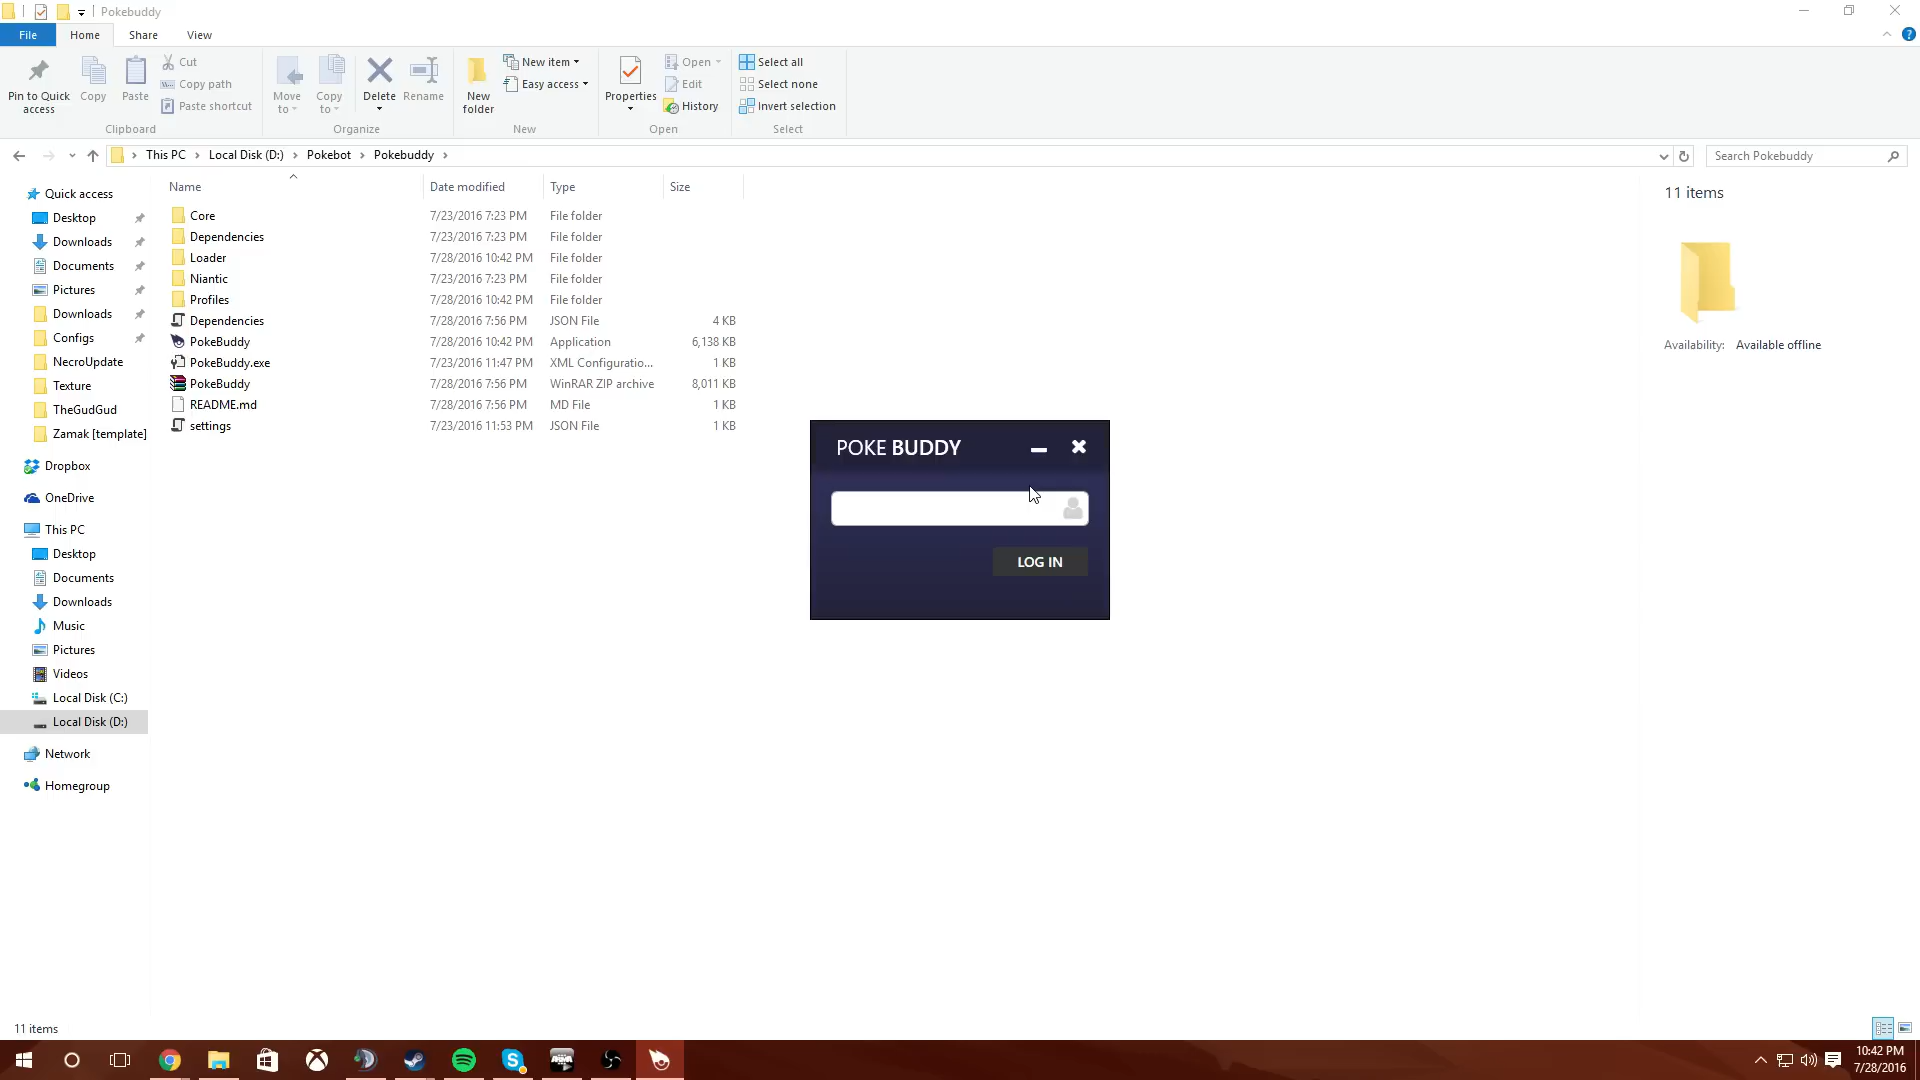 Pokebuddy
File Home Share View
Pin to Quick access
Copy
Paste
Cut
Copy path
Paste shortcut
Clipboard
Move to
Copy to
Delete
Rename
Organize
New folder
New item
Easy access
New
Properties
Open
Edit
History
Open
Select all
Select none
Invert selection
Select
This PC Local Disk (D:) Pokebot Pokebuddy
Search Pokebuddy
Quick access
Desktop
Downloads
Documents
Pictures
Downloads
Configs
NecroUpdate
Texture
TheGudGud
Zamak [template]
Dropbox
OneDrive
This PC
Desktop
Documents
Downloads
Music
Pictures
Videos
Local Disk (C:)
Local Disk (D:)
Network
Homegroup
Name Date modified Type Size
Core 7/23/2016 7:23 PM File folder
Dependencies 7/23/2016 7:23 PM File folder
Loader 7/28/2016 10:42 PM File folder
Niantic 7/23/2016 7:23 PM File folder
Profiles 7/28/2016 10:42 PM File folder
Dependencies 7/28/2016 7:56 PM JSON File 4 KB
PokeBuddy 7/28/2016 10:42 PM Application 6,138 KB
PokeBuddy.exe 7/23/2016 11:47 PM XML Configuratio... 1 KB
PokeBuddy 7/28/2016 7:56 PM WinRAR ZIP archive 8,011 KB
README.md 7/28/2016 7:56 PM MD File 1 KB
settings 7/23/2016 11:53 PM JSON File 1 KB
POKE BUDDY
LOG IN
11 items
Availability: Available offline
11 items
10:42 PM
7/28/2016